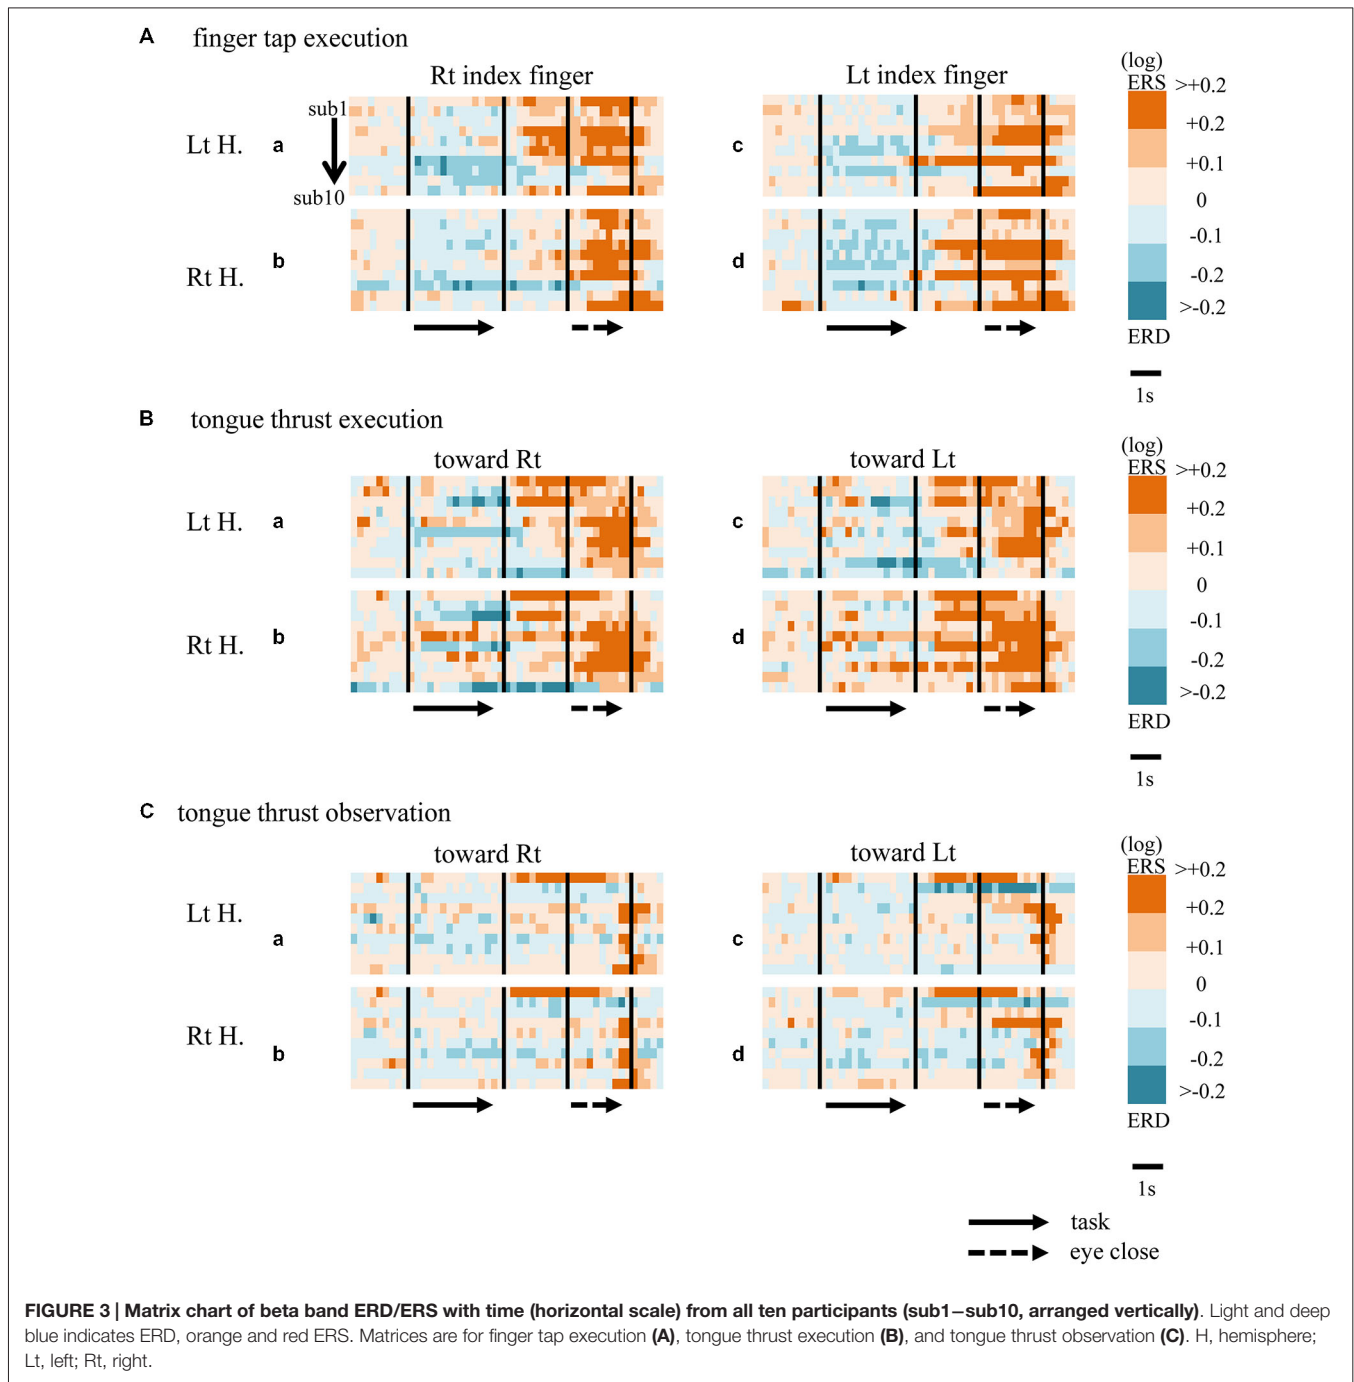 A finger tap execution
Rt index finger
Lt index finger
(log)
ERS >+0.2
+0.2
+0.1
0
-0.1
-0.2
>-0.2
ERD
1s
sub1
sub10
Lt H. a
c
Rt H. b
d
B tongue thrust execution
toward Rt
toward Lt
(log)
ERS >+0.2
+0.2
+0.1
0
-0.1
-0.2
>-0.2
ERD
1s
Lt H. a
c
Rt H. b
d
C tongue thrust observation
toward Rt
toward Lt
(log)
ERS >+0.2
+0.2
+0.1
0
-0.1
-0.2
>-0.2
ERD
1s
Lt H. a
c
Rt H. b
d
task
eye close
FIGURE 3 | Matrix chart of beta band ERD/ERS with time (horizontal scale) from all ten participants (sub1–sub10, arranged vertically). Light and deep
blue indicates ERD, orange and red ERS. Matrices are for finger tap execution (A), tongue thrust execution (B), and tongue thrust observation (C). H, hemisphere;
Lt, left; Rt, right.